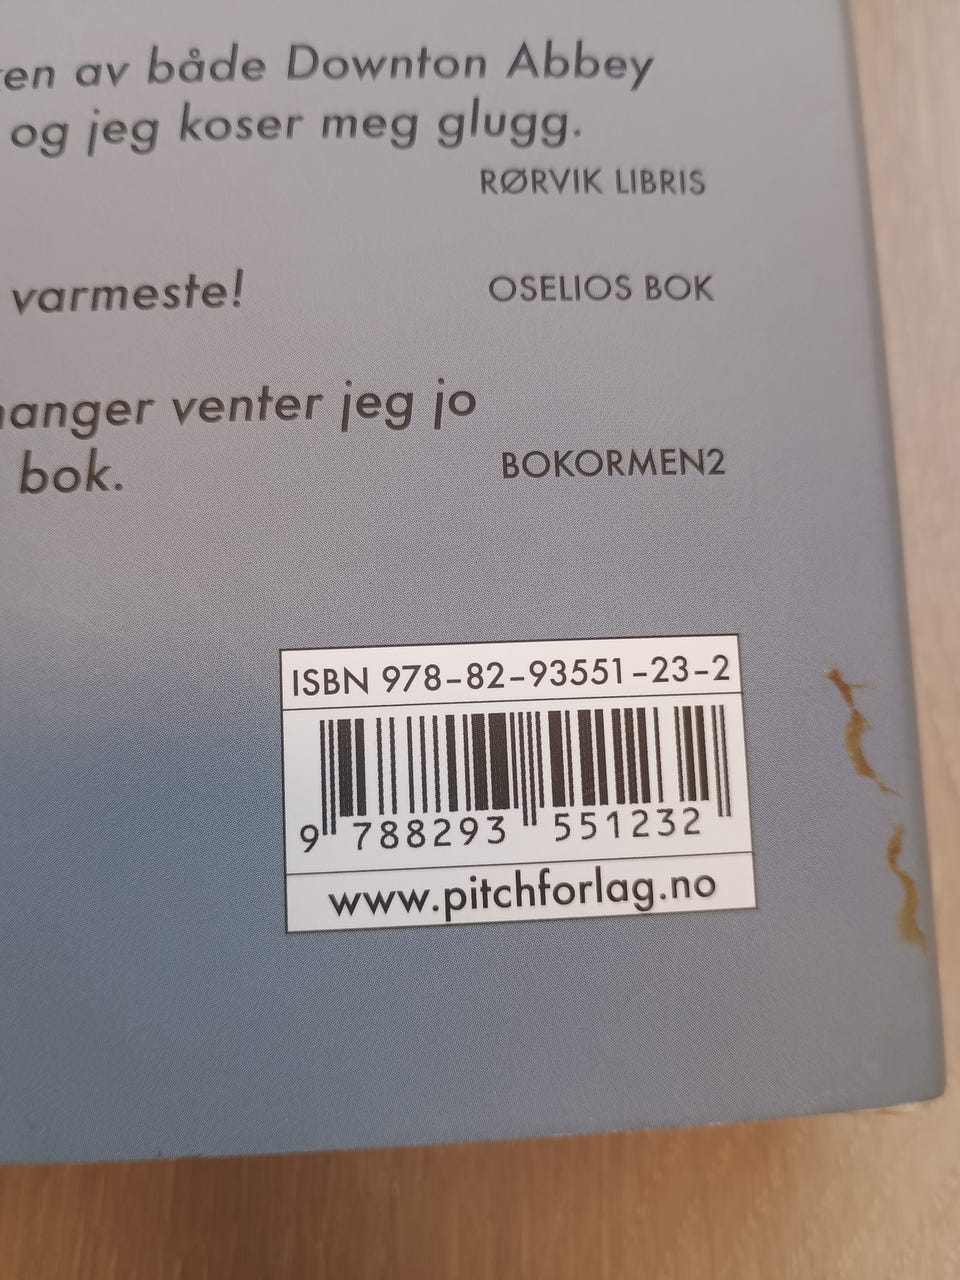 en av både Downton Abbey
og jeg koser meg glugg.
RØRVIK LIBRIS
varmeste!
OSELIOS BOK
anger venter jeg jo
bok.
BOKORMEN2
ISBN 978-82-93551-23-2
9 788293 551232
www.pitchforlag.no